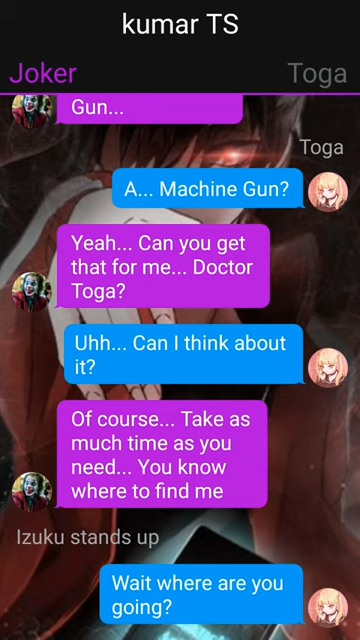 kumar TS
Joker
Toga
Gun...
Toga
A... Machine Gun?
Yeah... Can you get
that for me... Doctor
Toga?
Uhh... Can I think about
it?
Of course... Take as
much time as you
need... You know
where to find me
Izuku stands up
Wait where are you
going?